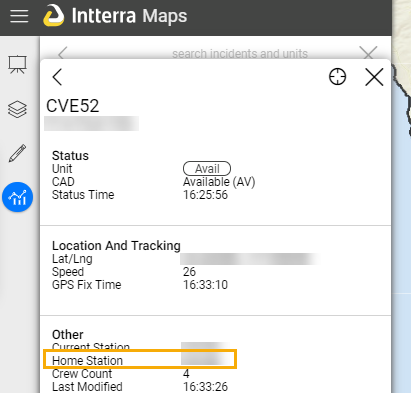 Intterra Maps
search incidents and units
CVE52
Status
Unit Avail
CAD Available (AV)
Status Time 16:25:56
Location And Tracking
Lat/Lng
Speed 26
GPS Fix Time 16:33:10
Other
Current Station
Home Station
Crew Count 4
Last Modified 16:33:26